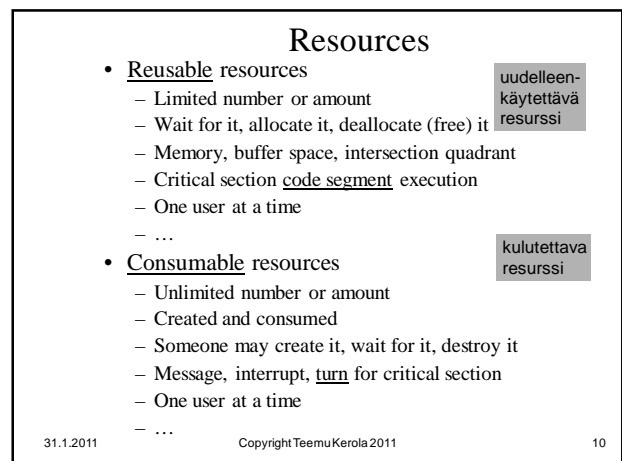 Resources
• Reusable resources
uudelleen-
käytettävä
resurssi
– Limited number or amount
– Wait for it, allocate it, deallocate (free) it
– Memory, buffer space, intersection quadrant
– Critical section code segment execution
– One user at a time
– …
• Consumable resources
kulutettava
resurssi
– Unlimited number or amount
– Created and consumed
– Someone may create it, wait for it, destroy it
– Message, interrupt, turn for critical section
– One user at a time
– …
31.1.2011 Copyright Teemu Kerola 2011 10